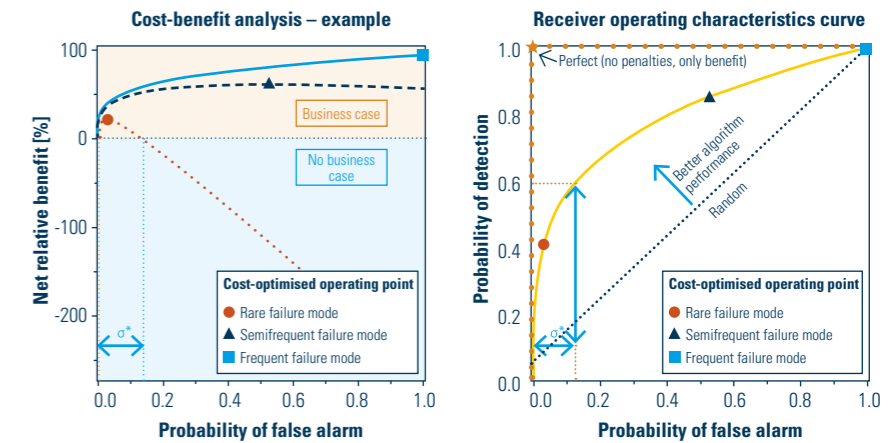 Cost-benefit analysis – example
Net relative benefit [%]
100
0
-100
-200
Business case
No business
case
σ*
Cost-optimised operating point
Rare failure mode
Semifrequent failure mode
Frequent failure mode
0.0 0.2 0.4 0.6 0.8 1.0
Probability of false alarm
Receiver operating characteristics curve
Probability of detection
1.0
0.8
0.6
0.4
0.2
0.0
Perfect (no penalties, only benefit)
Better algorithm
performance
Random
σ*
Cost-optimised operating point
Rare failure mode
Semifrequent failure mode
Frequent failure mode
0.0 0.2 0.4 0.6 0.8 1.0
Probability of false alarm